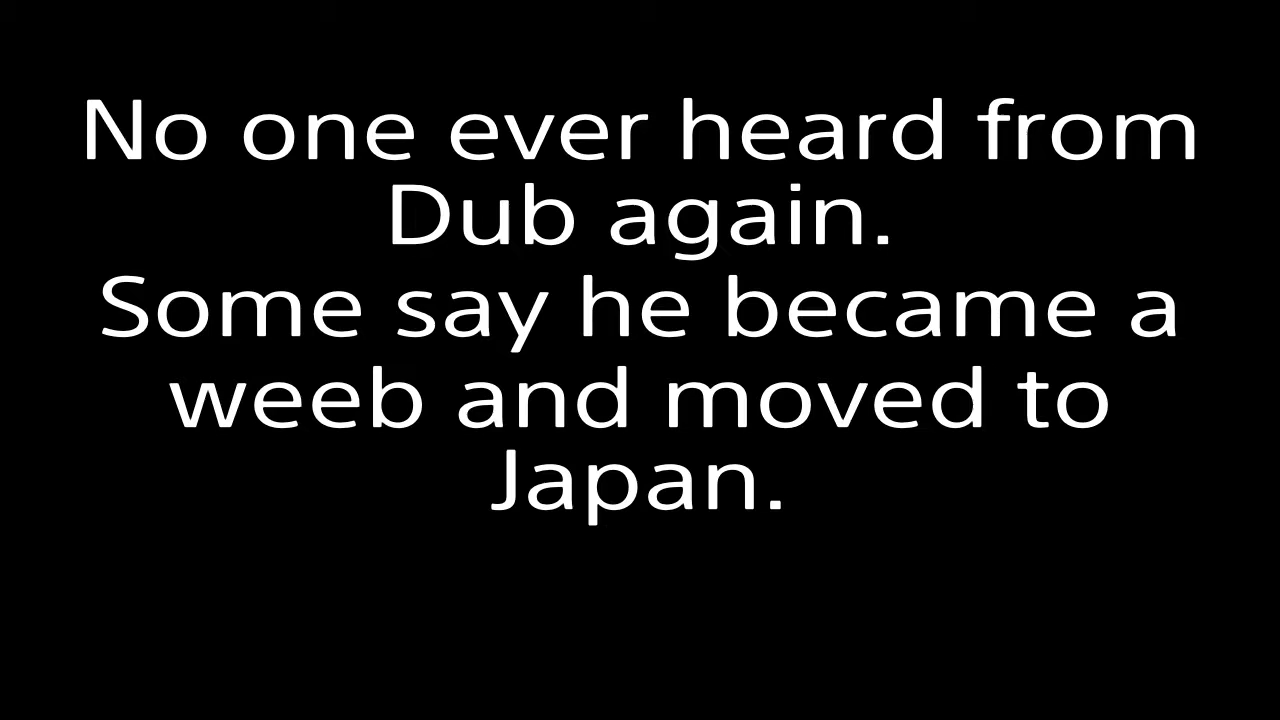 No one ever heard from
Dub again.
Some say he became a
weeb and moved to
Japan.